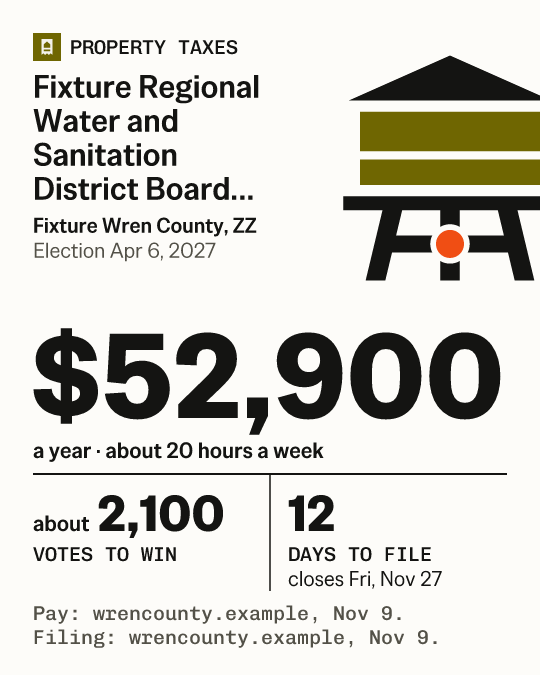 PROPERTY TAXES
Fixture Regional
Water and
Sanitation
District Board...
Fixture Wren County, ZZ
Election Apr 6, 2027
$52,900
a year · about 20 hours a week
about 2,100
VOTES TO WIN
12
DAYS TO FILE
closes Fri, Nov 27
Pay: wrencounty.example, Nov 9.
Filing: wrencounty.example, Nov 9.